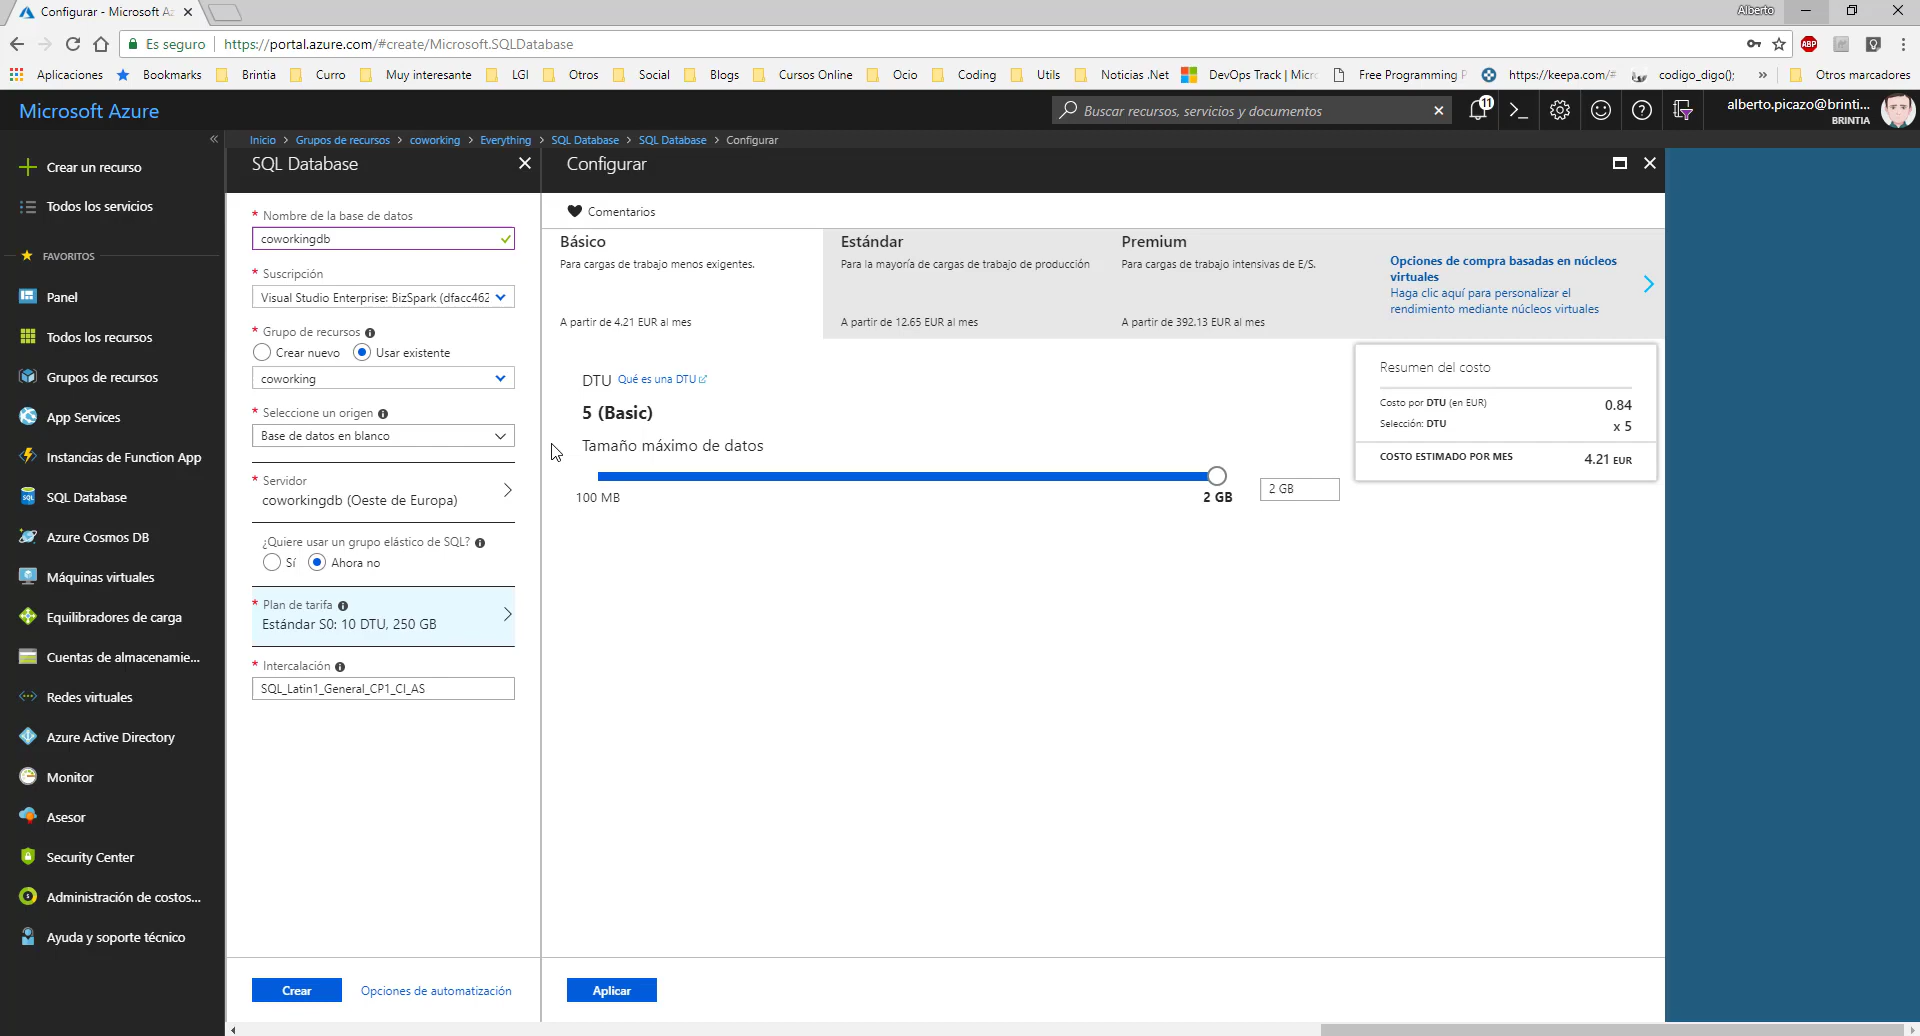 Configurar - Microsoft Az
Alberto
Es seguro
https://portal.azure.com/#create/Microsoft.SQLDatabase
ABP
Aplicaciones
Bookmarks
Brintia
Curro
Muy interesante
LGI
Otros
Social
Blogs
Cursos Online
Ocio
Coding
Utils
Noticias .Net
DevOps Track | Micro
Free Programming
https://keepa.com/#
codigo_digo();
»
Otros marcadores
Microsoft Azure
Buscar recursos, servicios y documentos
11
alberto.picazo@brinti...
BRINTIA
Inicio > Grupos de recursos > coworking > Everything > SQL Database > SQL Database > Configurar
«
Crear un recurso
Todos los servicios
FAVORITOS
Panel
Todos los recursos
Grupos de recursos
App Services
Instancias de Function App
SQL Database
Azure Cosmos DB
Máquinas virtuales
Equilibradores de carga
Cuentas de almacenamie...
Redes virtuales
Azure Active Directory
Monitor
Asesor
Security Center
Administración de costos...
Ayuda y soporte técnico
SQL Database
* Nombre de la base de datos
coworkingdb
* Suscripción
Visual Studio Enterprise: BizSpark (dfacc462
* Grupo de recursos
Crear nuevo
Usar existente
coworking
* Seleccione un origen
Base de datos en blanco
* Servidor
coworkingdb (Oeste de Europa)
¿Quiere usar un grupo elástico de SQL?
Sí
Ahora no
* Plan de tarifa
Estándar S0: 10 DTU, 250 GB
* Intercalación
SQL_Latin1_General_CP1_CI_AS
Crear
Opciones de automatización
Configurar
Comentarios
Básico
Para cargas de trabajo menos exigentes.
A partir de 4.21 EUR al mes
Estándar
Para la mayoría de cargas de trabajo de producción
A partir de 12.65 EUR al mes
Premium
Para cargas de trabajo intensivas de E/S.
A partir de 392.13 EUR al mes
Opciones de compra basadas en núcleos
virtuales
Haga clic aquí para personalizar el
rendimiento mediante núcleos virtuales
DTU Qué es una DTU
5 (Basic)
Tamaño máximo de datos
100 MB
2 GB
2 GB
Resumen del costo
Costo por DTU (en EUR)
0.84
Selección: DTU
x 5
COSTO ESTIMADO POR MES
4.21 EUR
Aplicar